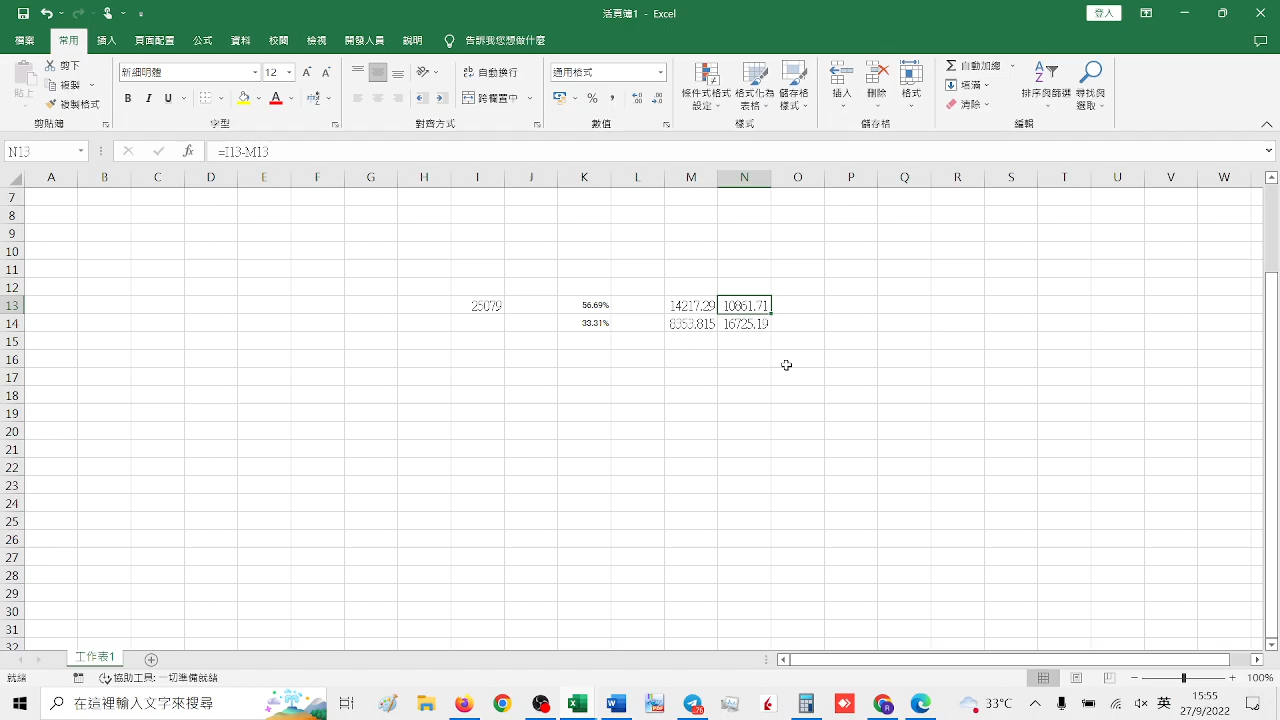 活頁簿1 - Excel
登入
檔案 常用 插入 頁面配置 公式 資料 校閱 檢視 開發人員 說明 告訴我您想做什麼
貼上 剪下 複製 複製格式 剪貼簿
新細明體 12 B I U A 字型
自動換行 跨欄置中 對齊方式
通用格式 % , 數值
條件式格式設定 格式化為表格 儲存格樣式 樣式
插入 刪除 格式 儲存格
自動加總 填滿 清除 排序與篩選 尋找與選取 編輯
N13 fx =I13-M13
A B C D E F G H I J K L M N O P Q R S T U V W
7
8
9
10
11
12
13 25079 56.69% 14217.29 10861.71
14 33.31% 8353.815 16725.19
15
16
17
18
19
20
21
22
23
24
25
26
27
28
29
30
31
32
工作表1
就緒 協助工具: 一切準備就緒 100%
在這裡輸入文字來搜尋 23°C 英 15:55
27/9/2022